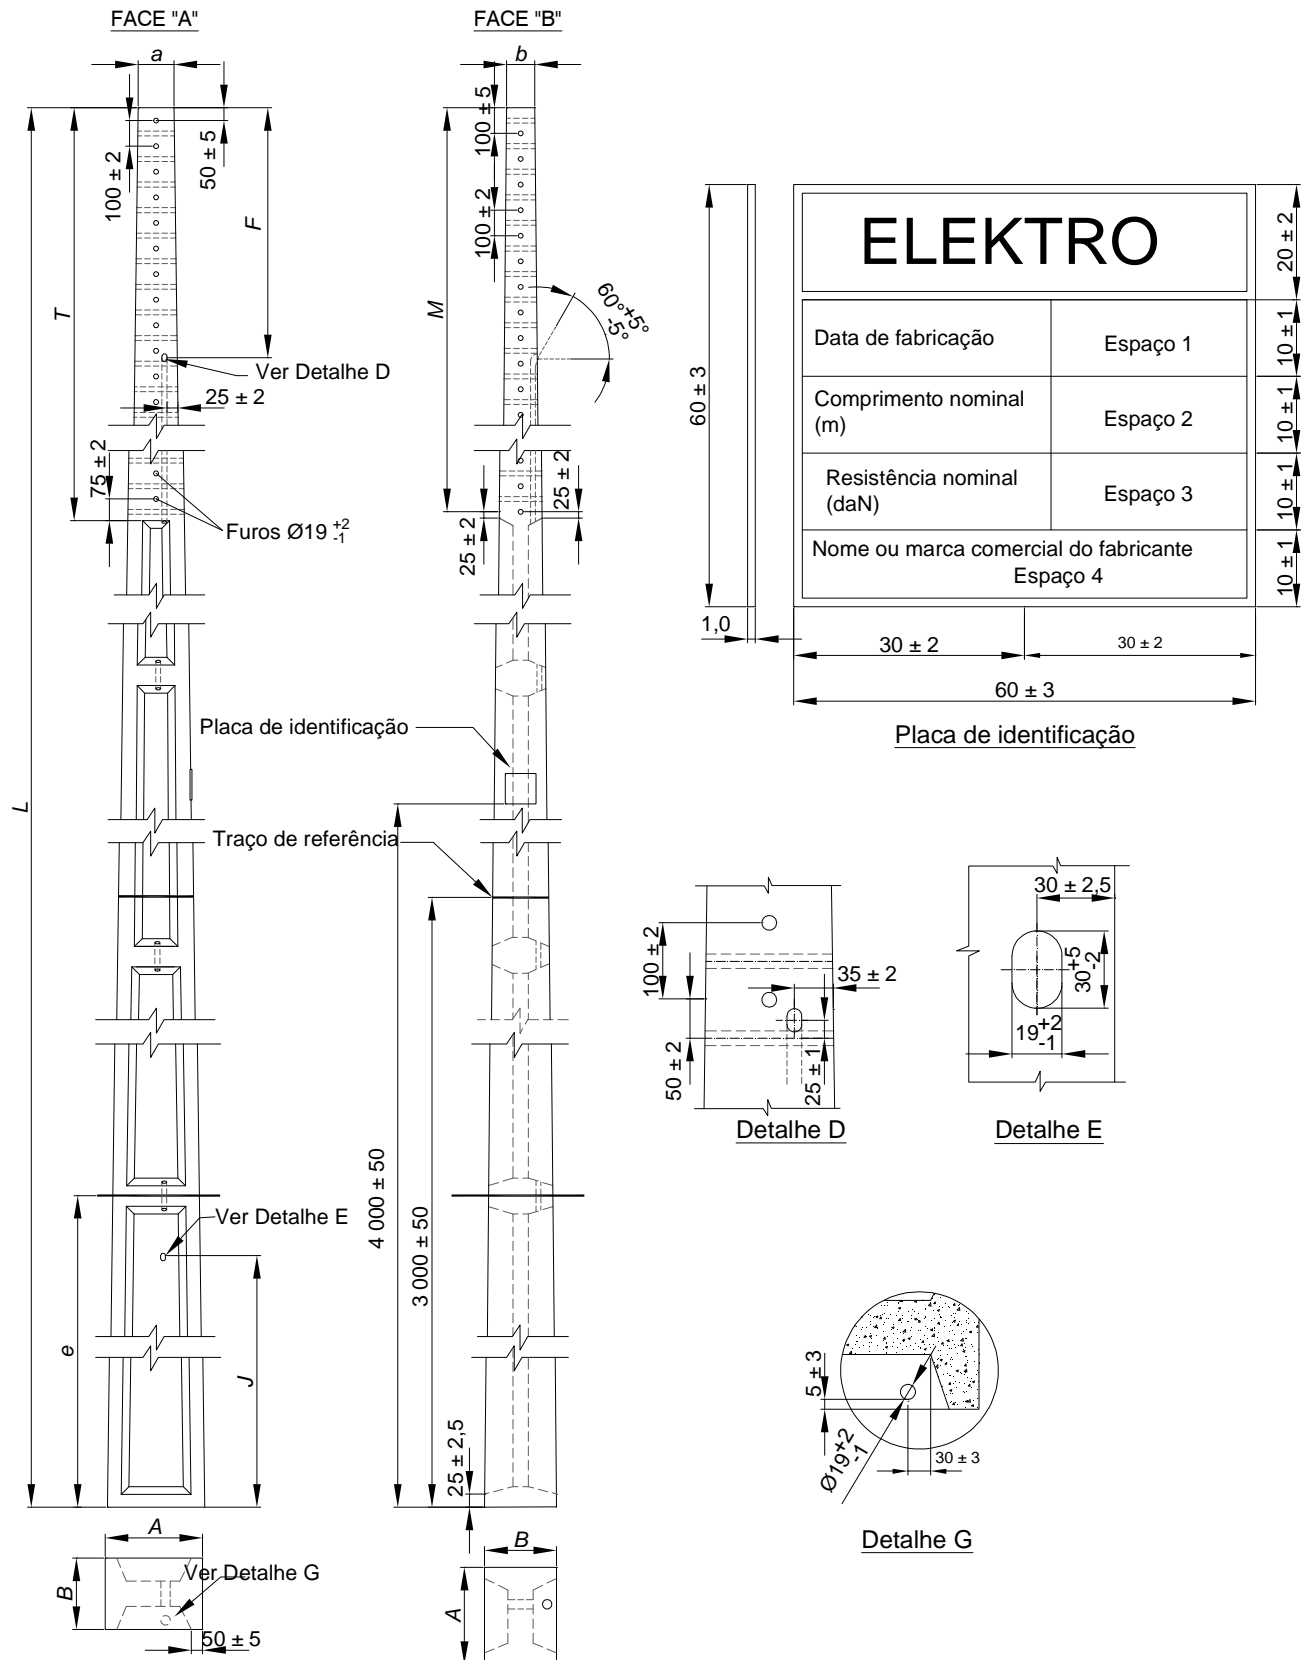 FACE "A"
FACE "B"
a
b
100 ± 2
50 ± 5
F
T
L
Ver Detalhe D
25 ± 2
75 ± 2
Furos Ø19 +2 -1
100 ± 5
100 ± 2
M
60° +5° -5°
25 ± 2
25 ± 2
Placa de identificação
Traço de referência
4 000 ± 50
3 000 ± 50
Ver Detalhe E
e
J
25 ± 2,5
A
B
Ver Detalhe G
50 ± 5
B
A
ELEKTRO
Data de fabricação
Espaço 1
Comprimento nominal
(m)
Espaço 2
Resistência nominal
(daN)
Espaço 3
Nome ou marca comercial do fabricante
Espaço 4
60 ± 3
20 ± 2
10 ± 1
10 ± 1
10 ± 1
10 ± 1
1,0
30 ± 2
30 ± 2
60 ± 3
Placa de identificação
100 ± 2
35 ± 2
50 ± 2
25 ± 1
Detalhe D
30 ± 2,5
30 +5 -2
19 +2 -1
Detalhe E
5 ± 3
Ø19 +2 -1
30 ± 3
Detalhe G